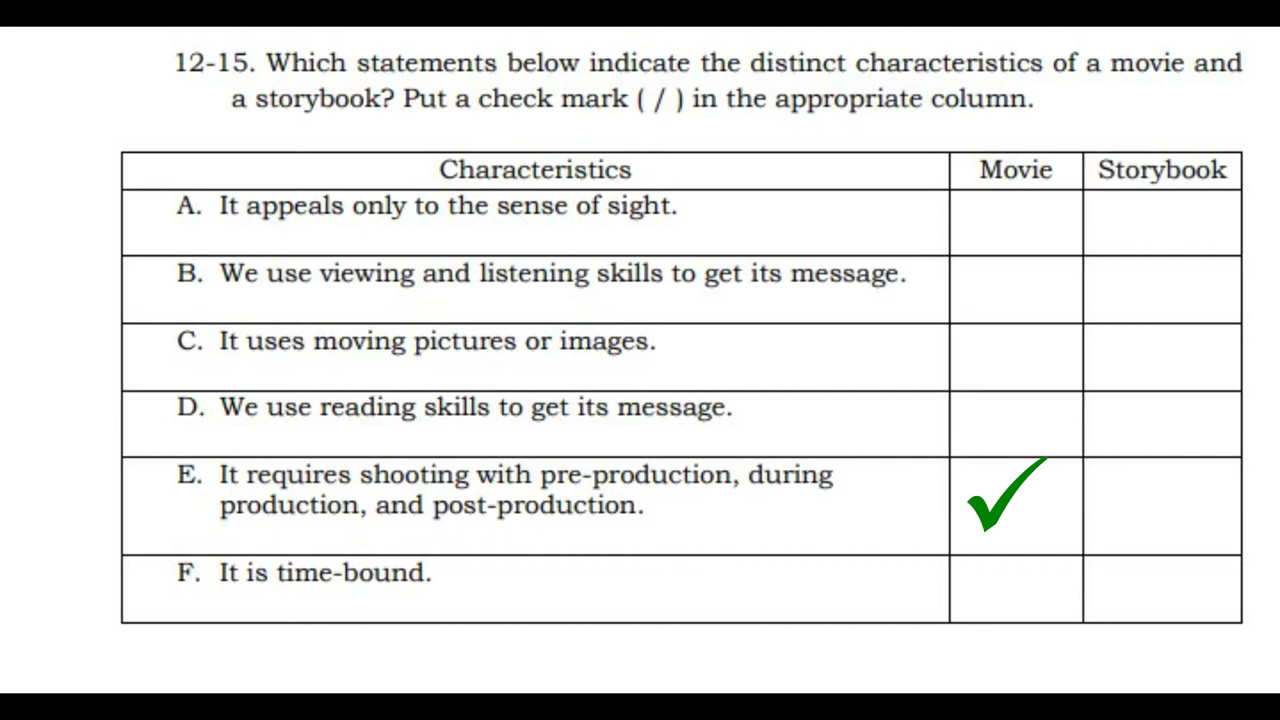 12-15. Which statements below indicate the distinct characteristics of a movie and
a storybook? Put a check mark ( / ) in the appropriate column.
Characteristics Movie Storybook
A. It appeals only to the sense of sight.
B. We use viewing and listening skills to get its message.
C. It uses moving pictures or images.
D. We use reading skills to get its message.
E. It requires shooting with pre-production, during
production, and post-production.
F. It is time-bound.